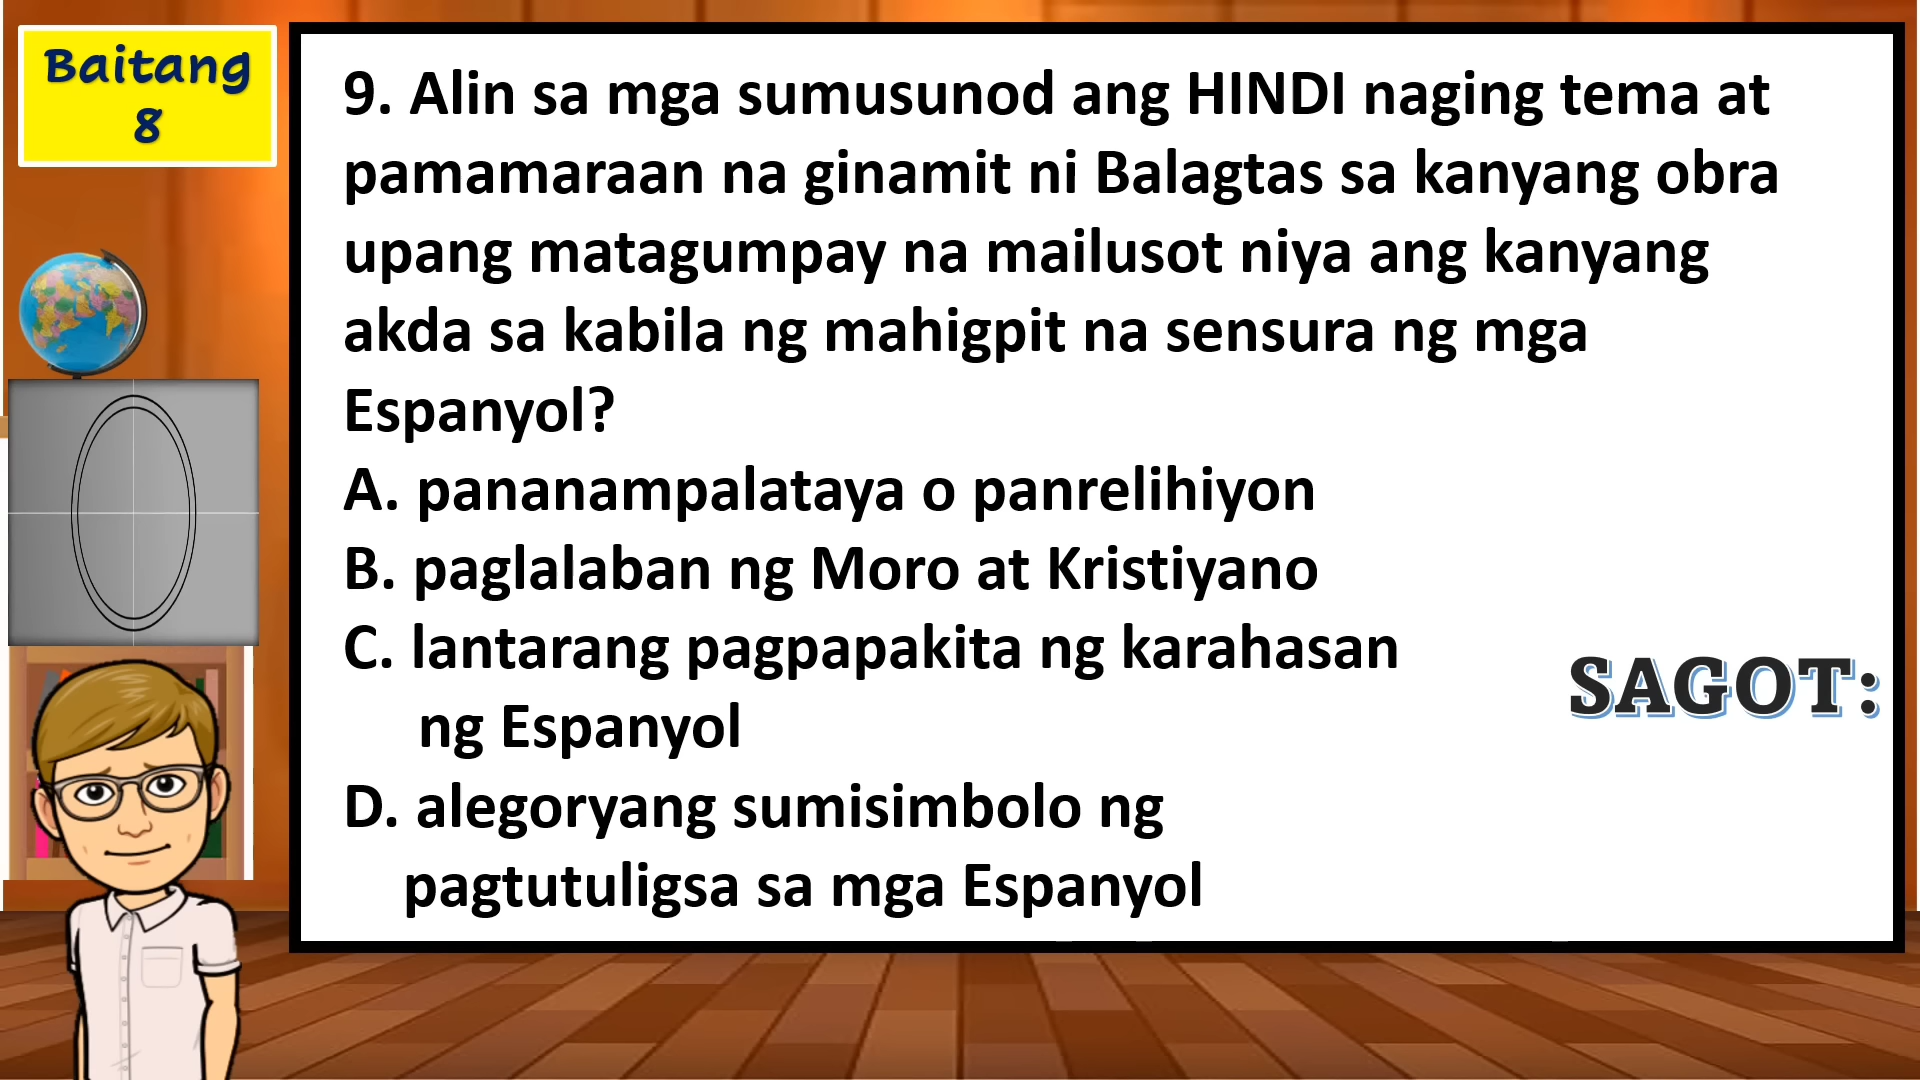 Baitang
8
9. Alin sa mga sumusunod ang HINDI naging tema at
pamamaraan na ginamit ni Balagtas sa kanyang obra
upang matagumpay na mailusot niya ang kanyang
akda sa kabila ng mahigpit na sensura ng mga
Espanyol?
A. pananampalataya o panrelihiyon
B. paglalaban ng Moro at Kristiyano
C. lantarang pagpapakita ng karahasan
ng Espanyol
D. alegoryang sumisimbolo ng
pagtutuligsa sa mga Espanyol
SAGOT: